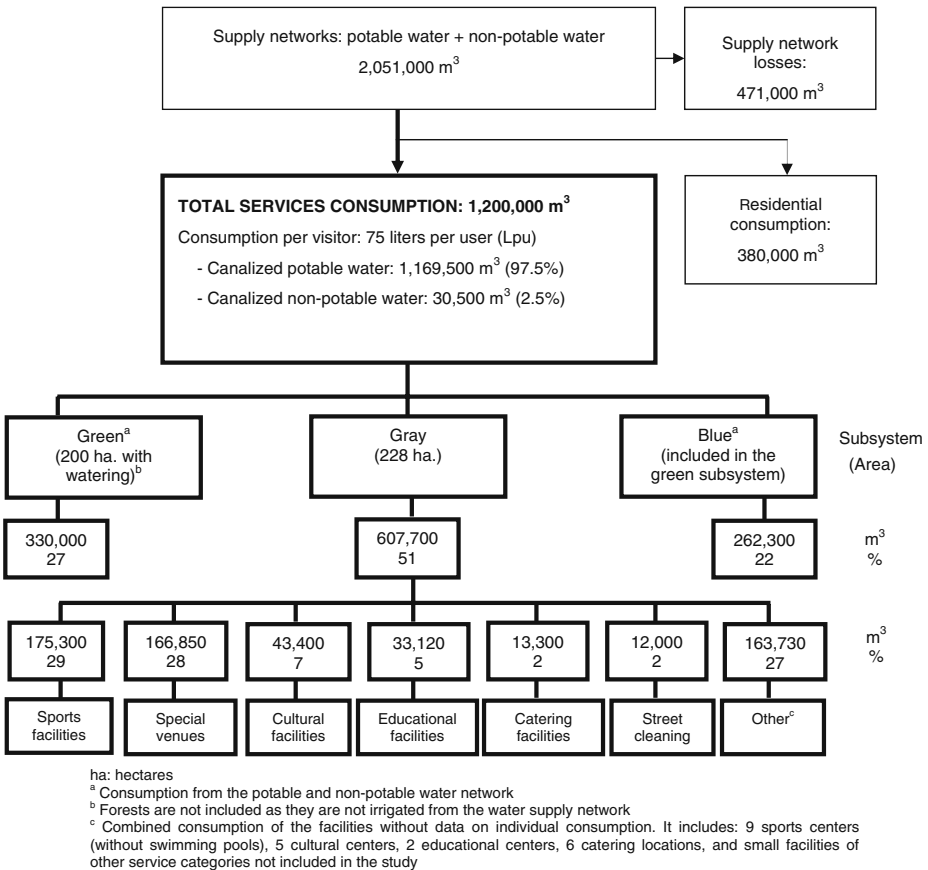 Supply networks: potable water + non-potable water
2,051,000 m³
Supply network
losses:
471,000 m³
TOTAL SERVICES CONSUMPTION: 1,200,000 m³
Consumption per visitor: 75 liters per user (Lpu)
- Canalized potable water: 1,169,500 m³ (97.5%)
- Canalized non-potable water: 30,500 m³ (2.5%)
Residential
consumption:
380,000 m³
Greenᵃ
(200 ha. with
watering)ᵇ
Gray
(228 ha.)
Blueᵃ
(included in the
green subsystem)
Subsystem
(Area)
330,000
27
607,700
51
262,300
22
m³
%
175,300
29
166,850
28
43,400
7
33,120
5
13,300
2
12,000
2
163,730
27
m³
%
Sports
facilities
Special
venues
Cultural
facilities
Educational
facilities
Catering
facilities
Street
cleaning
Otherᶜ
ha: hectares
ᵃ Consumption from the potable and non-potable water network
ᵇ Forests are not included as they are not irrigated from the water supply network
ᶜ Combined consumption of the facilities without data on individual consumption. It includes: 9 sports centers
(without swimming pools), 5 cultural centers, 2 educational centers, 6 catering locations, and small facilities of
other service categories not included in the study